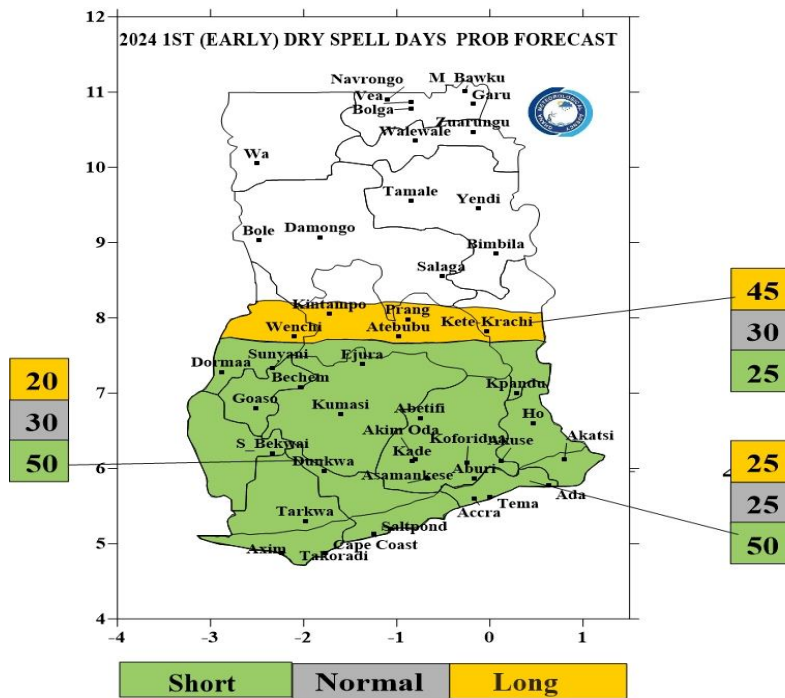 12
2024 1ST (EARLY) DRY SPELL DAYS PROB FORECAST
Navrongo
M_Bawku
11
Vea
Garu
Bolga
Zuarungu
Walewale
Wa
10
Tamale
Yendi
9
Bole
Damongo
Bimbila
Salaga
45
30
25
8
Kintampo
Prang
Wenchi
Atebubu
Kete-Krachi
Sunyani
Ejura
20
30
50
Dormaa
Bechem
Kpandu
7
Goaso
Kumasi
Abetifi
Ho
Akim Oda
S_Bekwai
Koforidua
Akuse
Akatsi
6
Dunkwa
Kade
Asamankese
Aburi
25
25
50
Ada
Tarkwa
Accra
Tema
5
Saltpond
Axim
Cape Coast
Takoradi
4
-4
-3
-2
-1
0
1
Short
Normal
Long